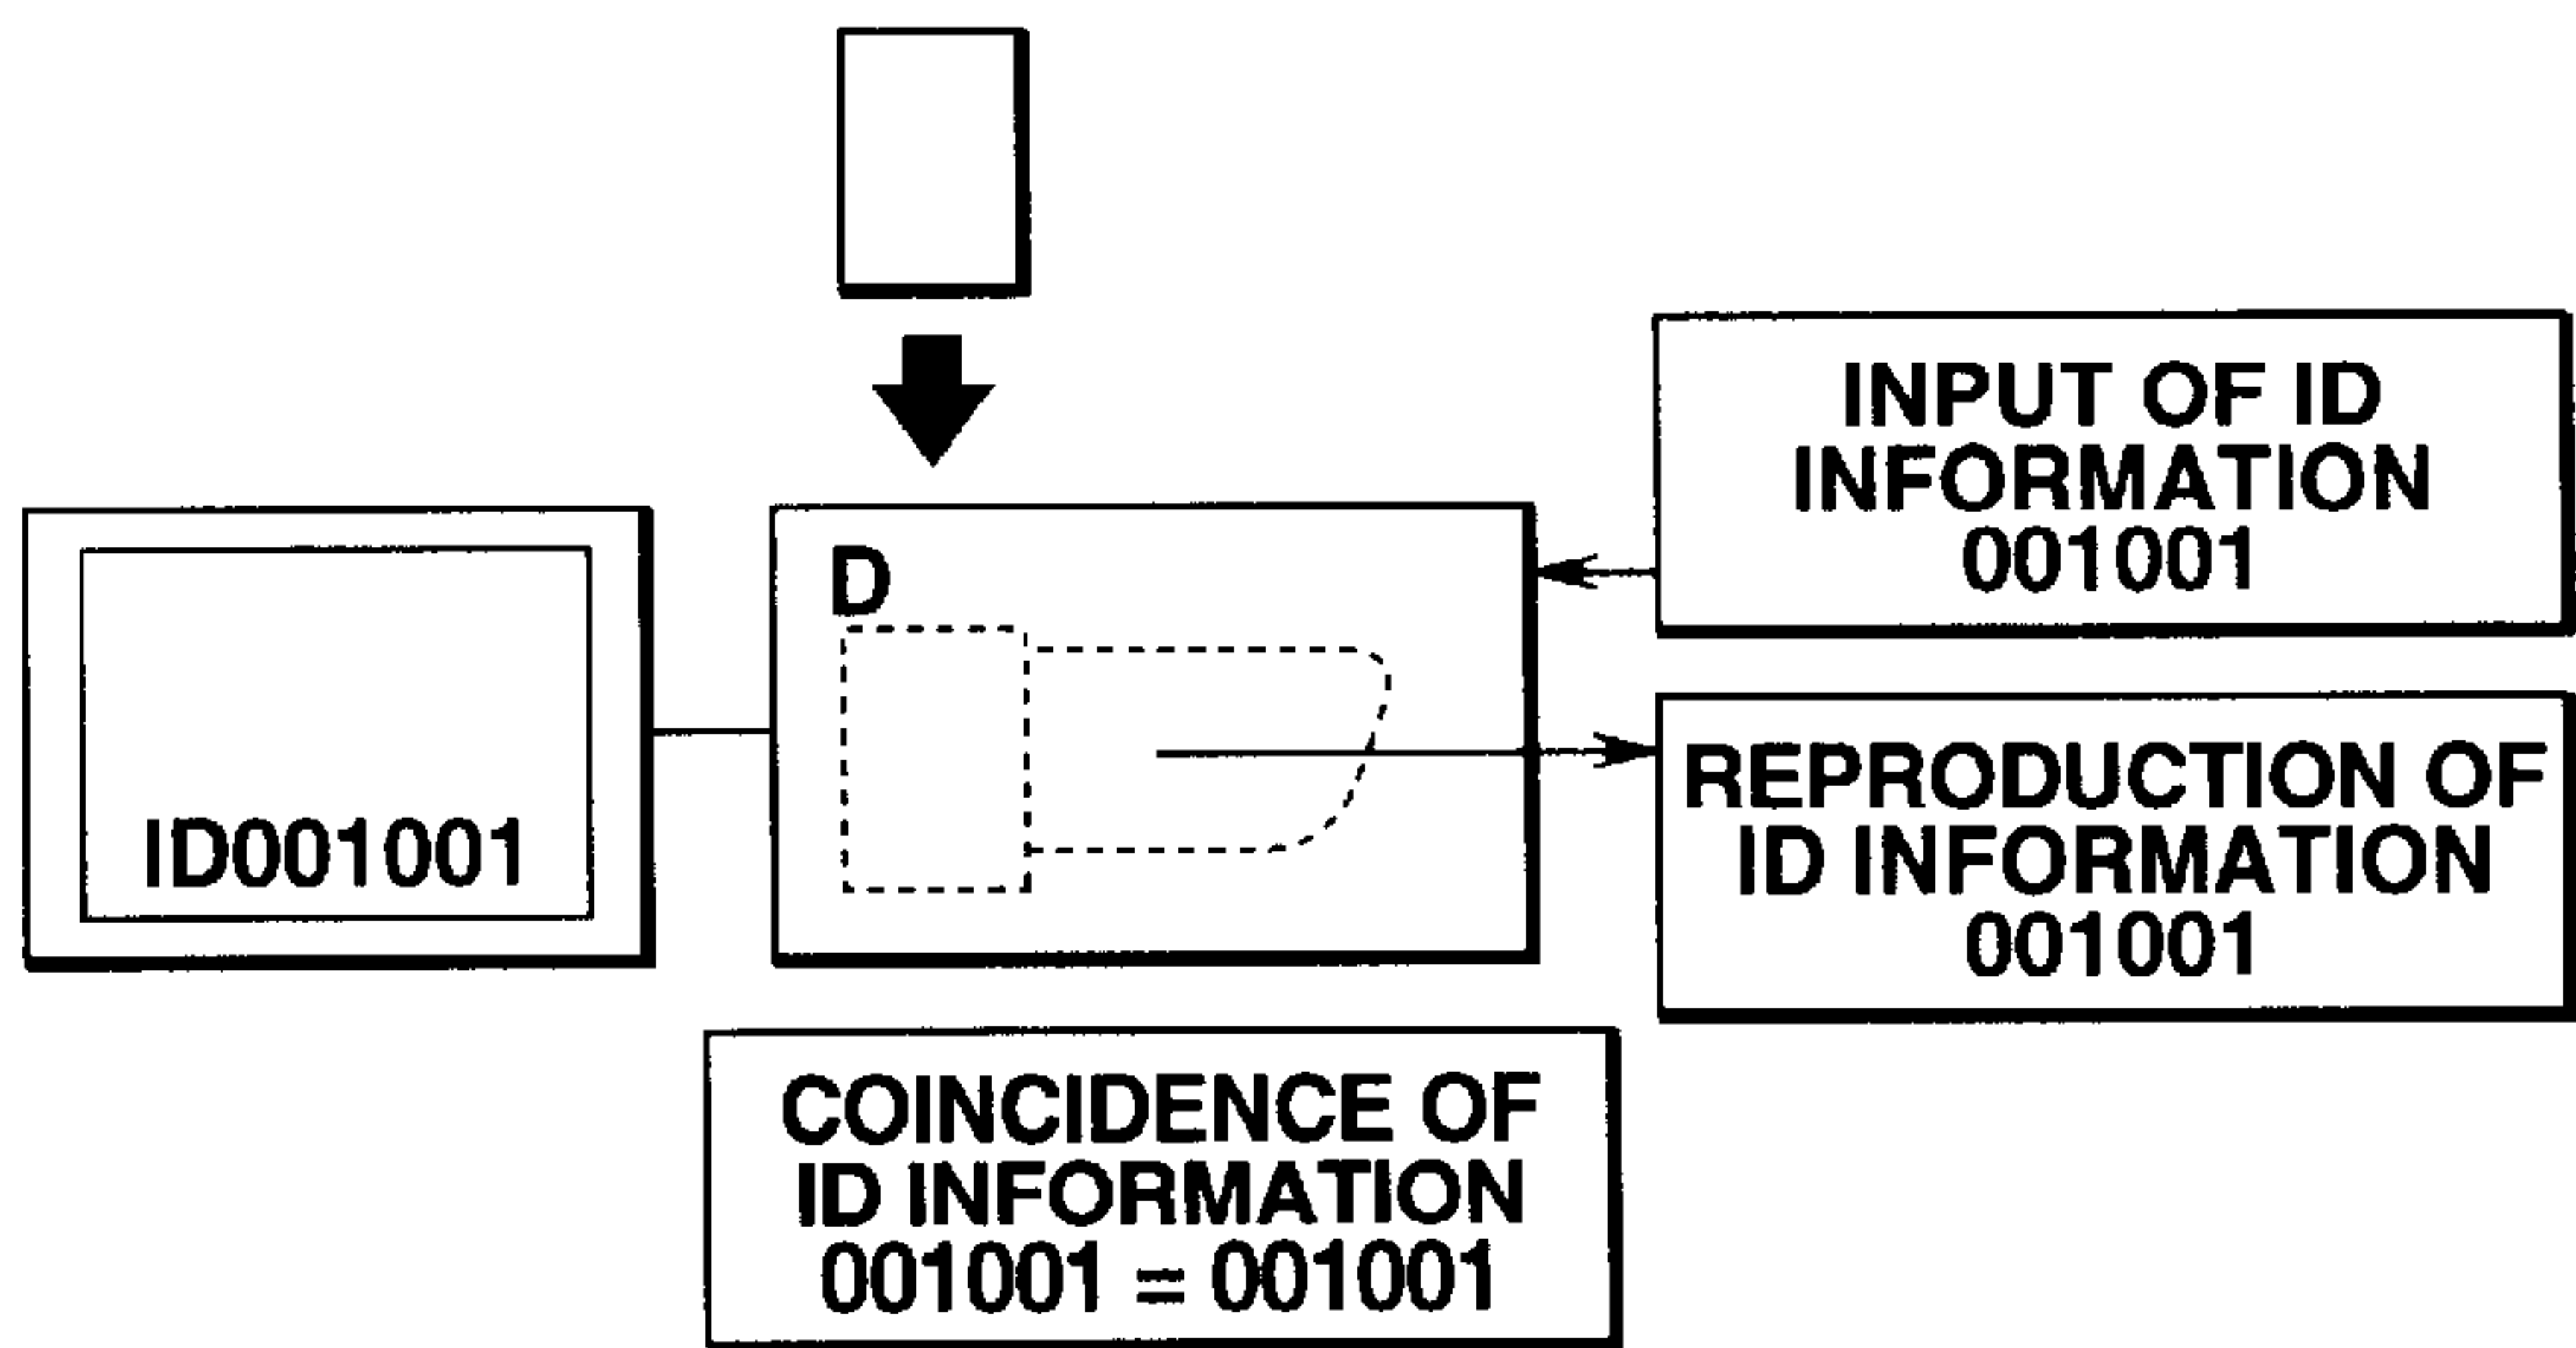 INPUT OF ID
INFORMATION
001001
D
ID001001
REPRODUCTION OF
ID INFORMATION
001001
COINCIDENCE OF
ID INFORMATION
001001 = 001001